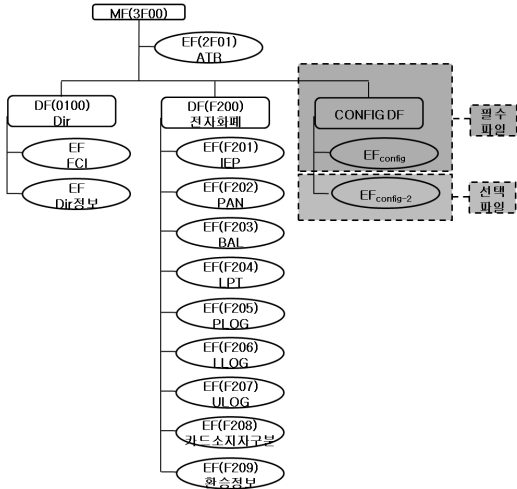 MF(3F00)
EF(2F01)
ATR
DF(0100)
Dir
DF(F200)
전자화폐
CONFIG DF
필수
파일
EF
FCI
EF(F201)
IEP
EFconfig
EF
Dir정보
EF(F202)
PAN
EFconfig-2
선택
파일
EF(F203)
BAL
EF(F204)
LPT
EF(F205)
PLOG
EF(F206)
LLOG
EF(F207)
ULOG
EF(F208)
카드소지자구분
EF(F209)
환승정보